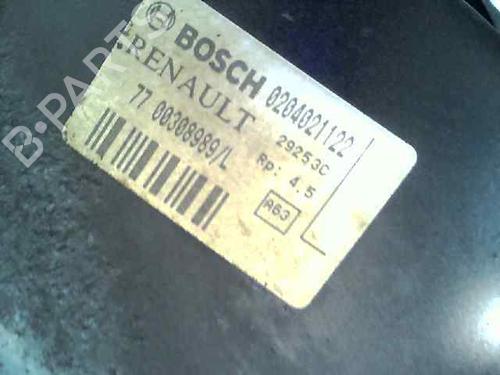 BOSCH 0204021122
RENAULT 29253C
77 00308989/L RP: 4.5
A63
B-PARTS